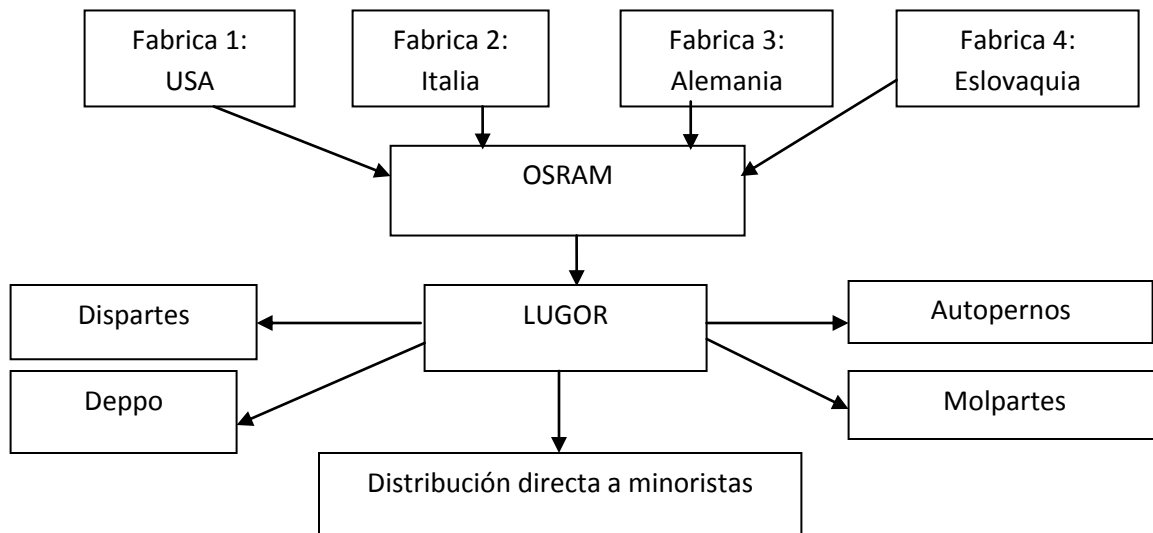 Fabrica 1:
USA
Fabrica 2:
Italia
Fabrica 3:
Alemania
Fabrica 4:
Eslovaquia
OSRAM
Dispartes
LUGOR
Autopernos
Deppo
Molpartes
Distribución directa a minoristas